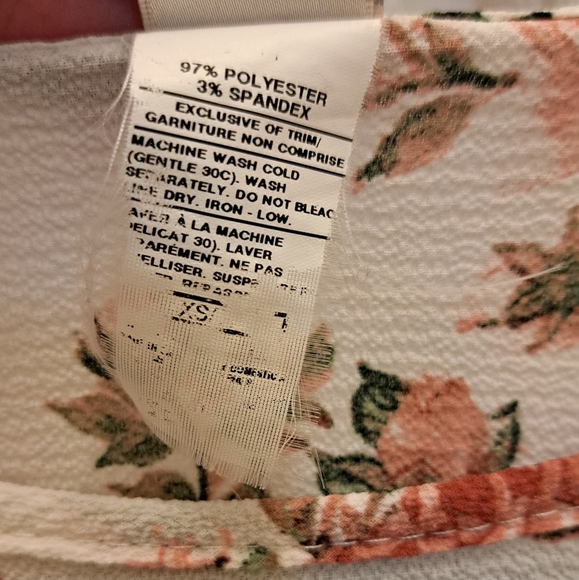 97% POLYESTER
3% SPANDEX
EXCLUSIVE OF TRIM/
GARNITURE NON COMPRISE
MACHINE WASH COLD
(GENTLE 30C). WASH
SEPARATELY. DO NOT BLEAC
LINE DRY. IRON - LOW.
LAVER À LA MACHINE
DELICAT 30). LAVER
PARÉMENT. NE PAS
ELLISER.
XS